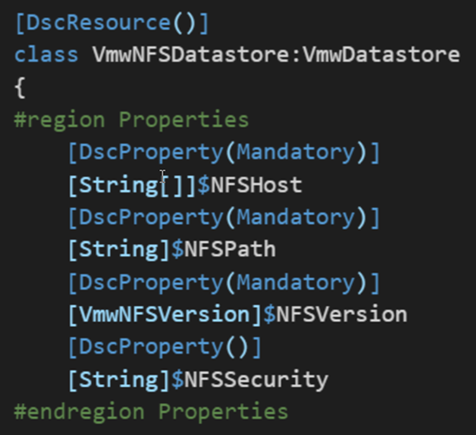 [DscResource()]
class VmwNFSDatastore:VmwDatastore
{
#region Properties
[DscProperty(Mandatory)]
[String[]]$NFSHost
[DscProperty(Mandatory)]
[String]$NFSPath
[DscProperty(Mandatory)]
[VmwNFSVersion]$NFSVersion
[DscProperty()]
[String]$NFSSecurity
#endregion Properties